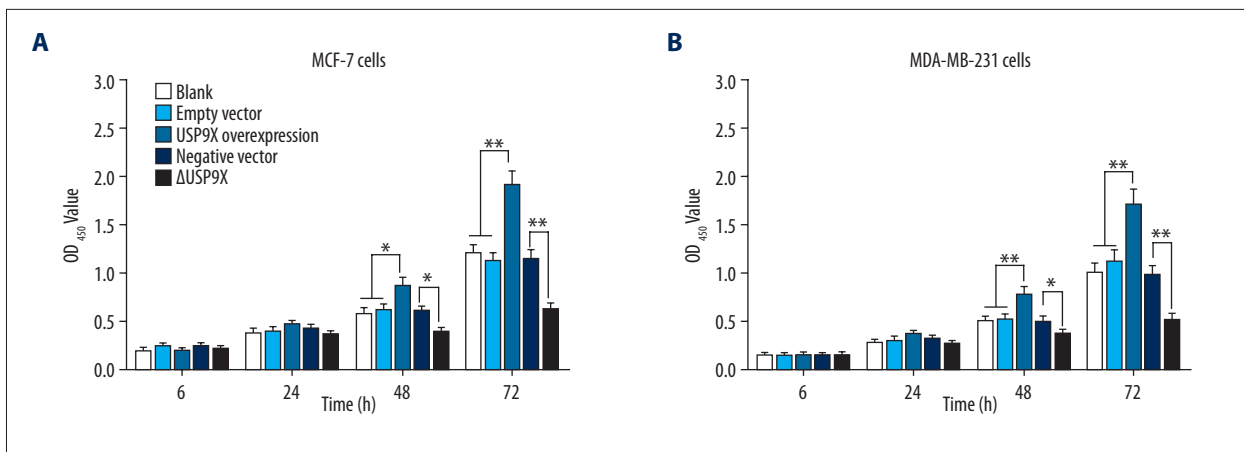 A
MCF-7 cells
3.0
2.5
2.0
1.5
1.0
0.5
0.0
OD 450 Value
Blank
Empty vector
USP9X overexpression
Negative vector
ΔUSP9X
*
*
**
**
6 24 48 72
Time (h)
B
MDA-MB-231 cells
3.0
2.5
2.0
1.5
1.0
0.5
0.0
OD 450 Value
**
*
**
**
6 24 48 72
Time (h)